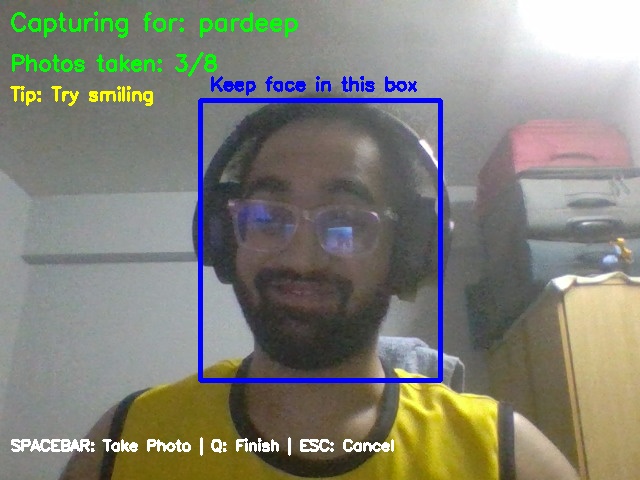 Capturing for: pardeep
Photos taken: 3/8
Keep face in this box
Tip: Try smiling
SPACEBAR: Take Photo | Q: Finish | ESC: Cancel